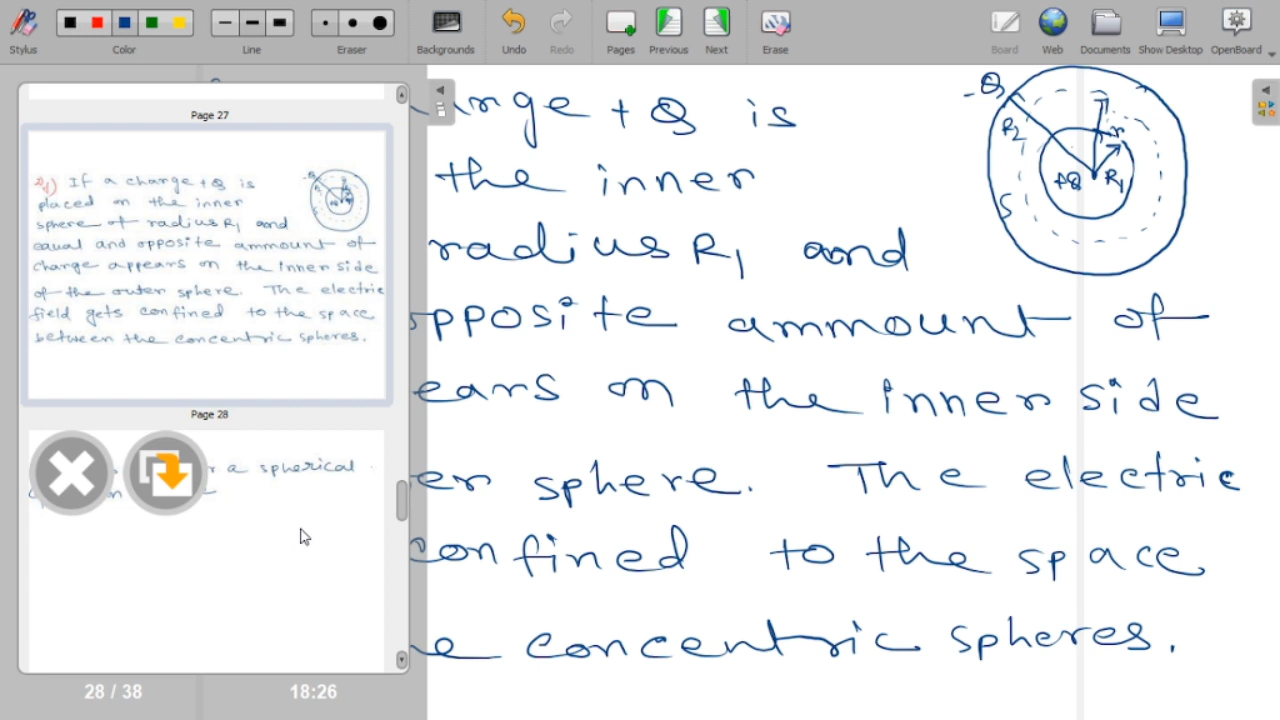 Stylus
Color
Line
Eraser
Backgrounds
Undo
Redo
Pages
Previous
Next
Erase
Board
Web
Documents
Show Desktop
OpenBoard
Page 27
If a charge +Q is
placed on the inner
sphere of radius R1 and
equal and opposite ammount of
charge appears on the inner side
of the outer sphere. The electric
field gets confined to the space
between the concentric spheres.
Page 28
a spherical
28 / 38
18:26
arge +Q is
the inner
radius R1 and
opposite ammount of
ears on the inner side
er sphere. The electric
confined to the space
he concentric spheres.
-Q
R2
r
+Q
R1
S